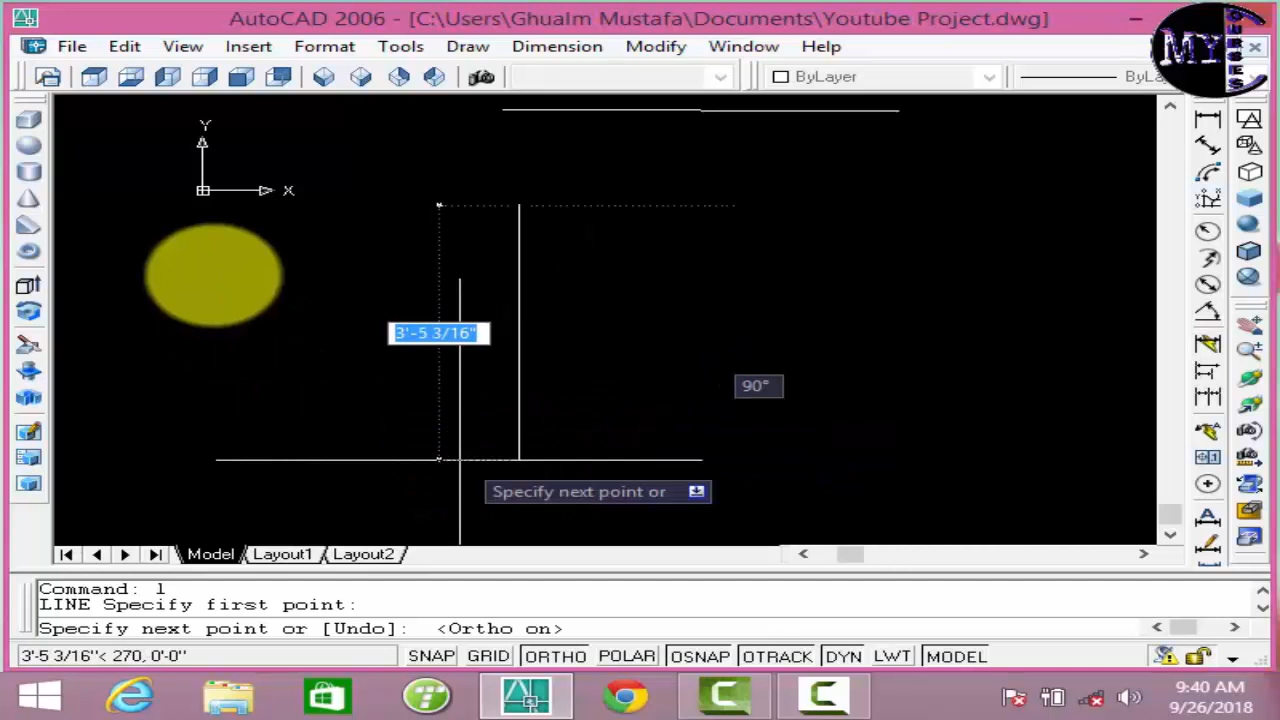 AutoCAD 2006 - [C:\Users\Ghualm Mustafa\Documents\Youtube Project.dwg]
File Edit View Insert Format Tools Draw Dimension Modify Window Help
MY
ByLayer ByL
Y
X
3'-5 3/16"
90°
Specify next point or
Model Layout1 Layout2
Command: l
LINE Specify first point:
Specify next point or [Undo]:  <Ortho on>
3'-5 3/16"< 270, 0'-0" SNAP GRID ORTHO POLAR OSNAP OTRACK DYN LWT MODEL
9:40 AM
9/26/2018